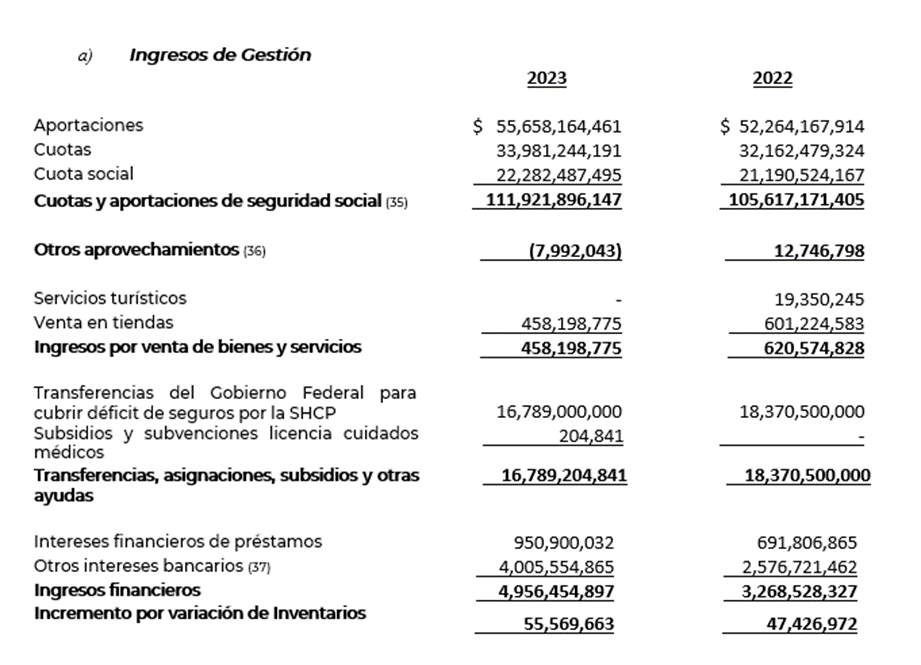 a) Ingresos de Gestión
2023 2022
Aportaciones $ 55,658,164,461 $ 52,264,167,914
Cuotas 33,981,244,191 32,162,479,324
Cuota social 22,282,487,495 21,190,524,167
Cuotas y aportaciones de seguridad social (35) 111,921,896,147 105,617,171,405
Otros aprovechamientos (36) (7,992,043) 12,746,798
Servicios turísticos - 19,350,245
Venta en tiendas 458,198,775 601,224,583
Ingresos por venta de bienes y servicios 458,198,775 620,574,828
Transferencias del Gobierno Federal para
cubrir déficit de seguros por la SHCP 16,789,000,000 18,370,500,000
Subsidios y subvenciones licencia cuidados 204,841 -
médicos
Transferencias, asignaciones, subsidios y otras 16,789,204,841 18,370,500,000
ayudas
Intereses financieros de préstamos 950,900,032 691,806,865
Otros intereses bancarios (37) 4,005,554,865 2,576,721,462
Ingresos financieros 4,956,454,897 3,268,528,327
Incremento por variación de Inventarios 55,569,663 47,426,972